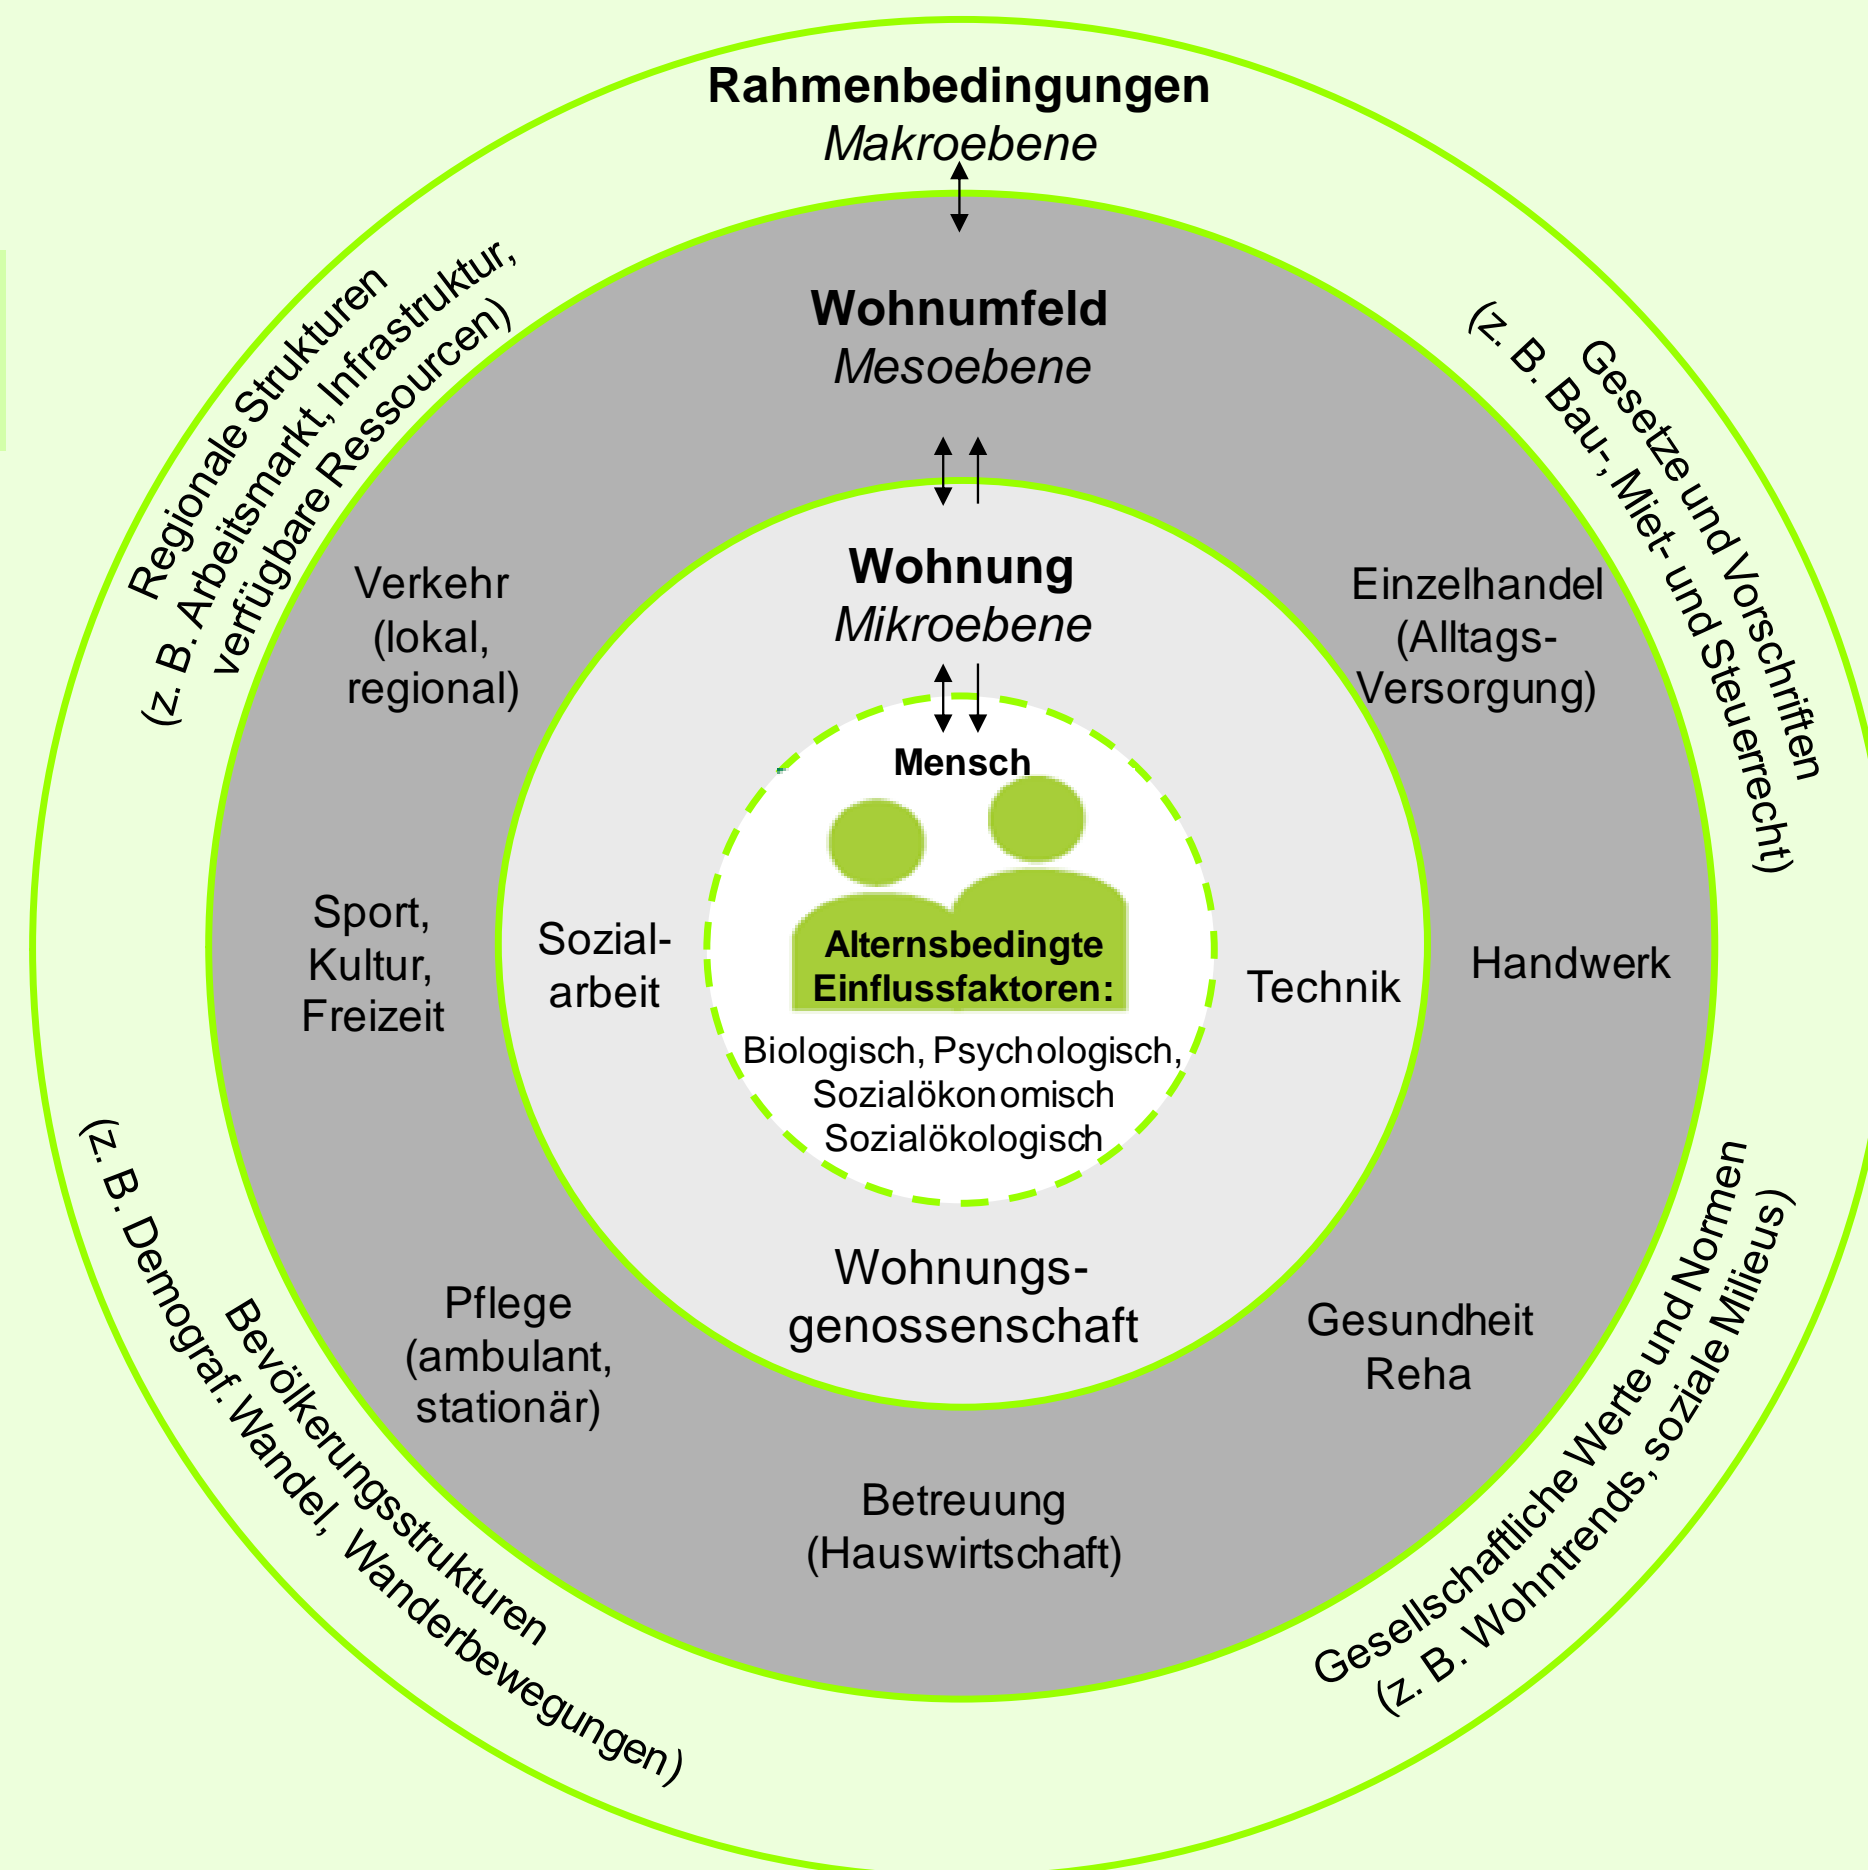 Rahmenbedingungen
Makroebene
Regionale Strukturen
(z. B. Arbeitsmarkt, Infrastruktur,
verfügbare Ressourcen)
Gesetze und Vorschriften
(z. B. Bau-, Miet- und Steuerrecht)
Wohnumfeld
Mesoebene
Verkehr
(lokal,
regional)
Wohnung
Mikroebene
Einzelhandel
(Alltags-
Versorgung)
Mensch
Sport,
Kultur,
Freizeit
Sozial-
arbeit
Alternsbedingte
Einflussfaktoren:
Biologisch, Psychologisch,
Sozialökonomisch
Sozialökologisch
Technik
Handwerk
Wohnungs-
genossenschaft
Pflege
(ambulant,
stationär)
Gesundheit
Reha
Betreuung
(Hauswirtschaft)
Bevölkerungsstrukturen
(z. B. Demograf. Wandel, Wanderbewegungen)
Gesellschaftliche Werte und Normen
(z. B. Wohntrends, soziale Milieus)